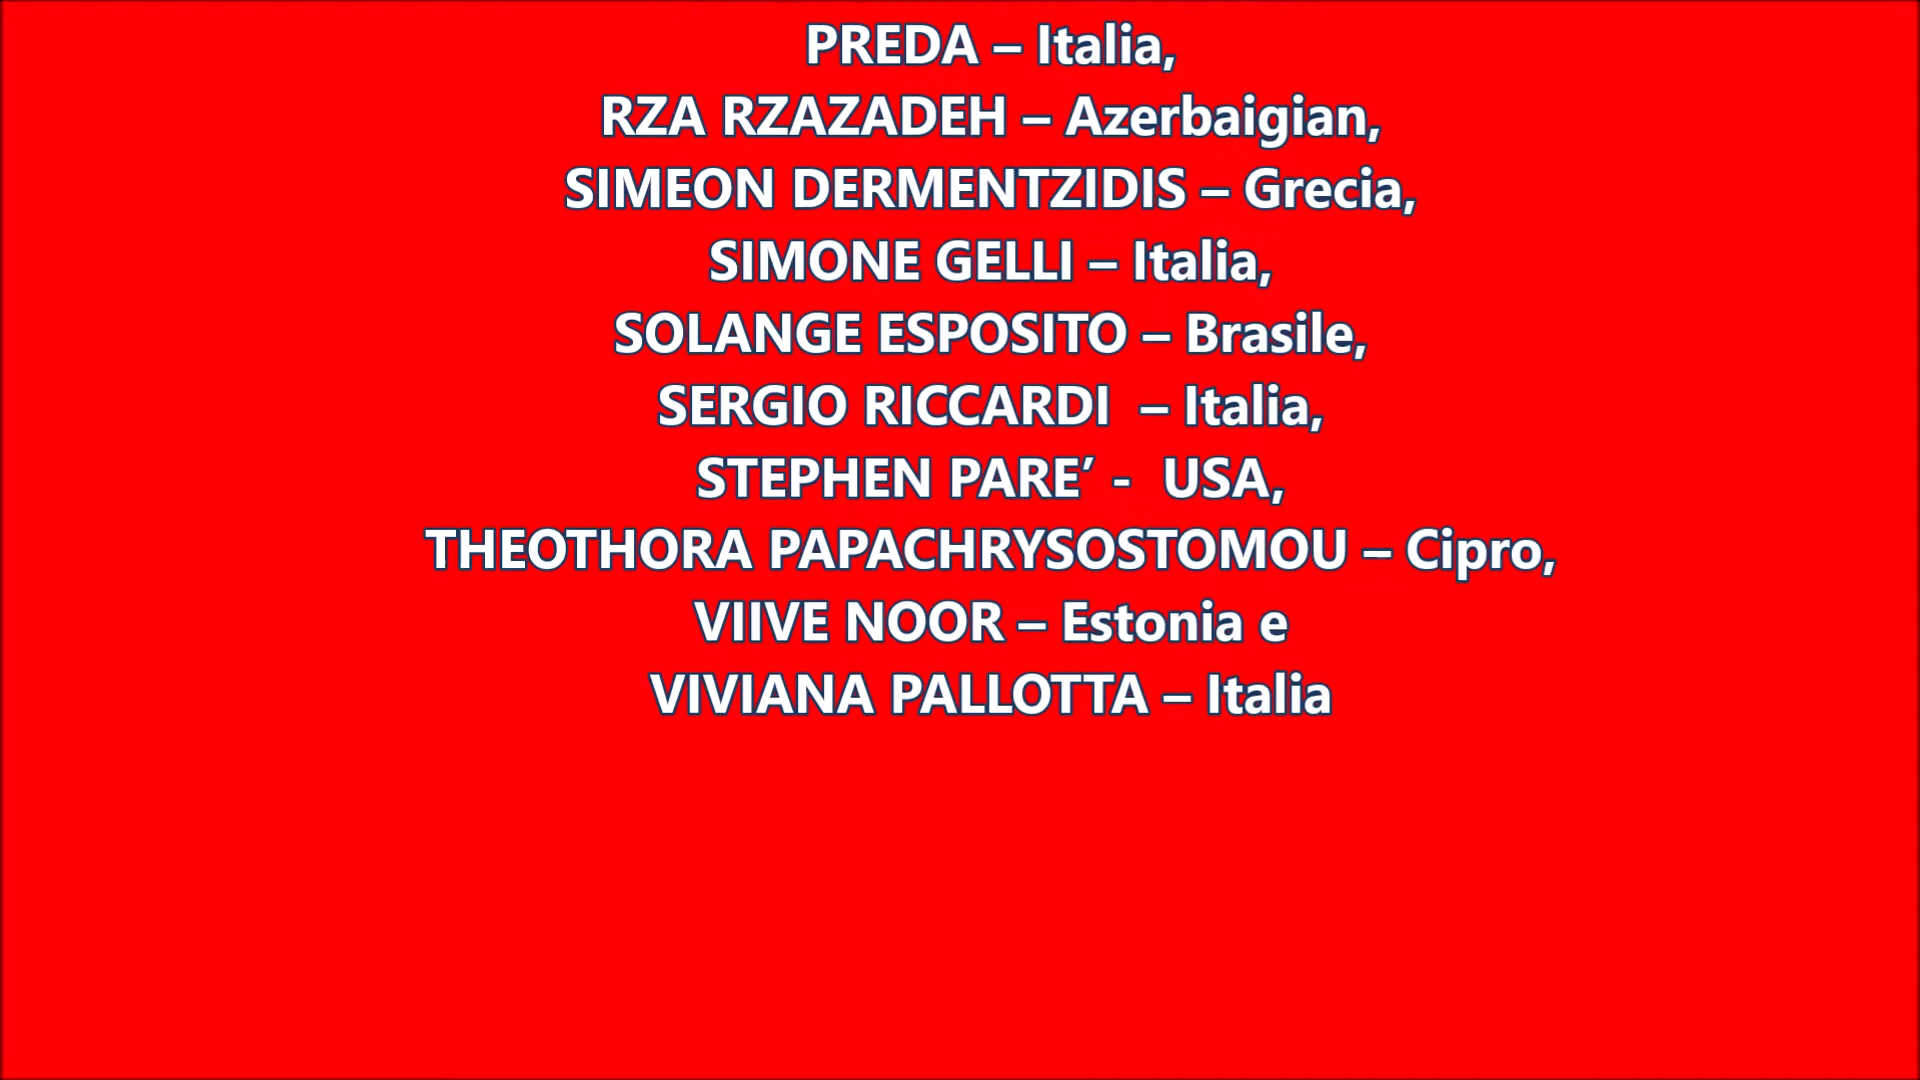 PREDA – Italia,
RZA RZAZADEH – Azerbaigian,
SIMEON DERMENTZIDIS – Grecia,
SIMONE GELLI – Italia,
SOLANGE ESPOSITO – Brasile,
SERGIO RICCARDI  – Italia,
STEPHEN PARE’ -  USA,
THEOTHORA PAPACHRYSOSTOMOU – Cipro,
VIIVE NOOR – Estonia e
VIVIANA PALLOTTA – Italia